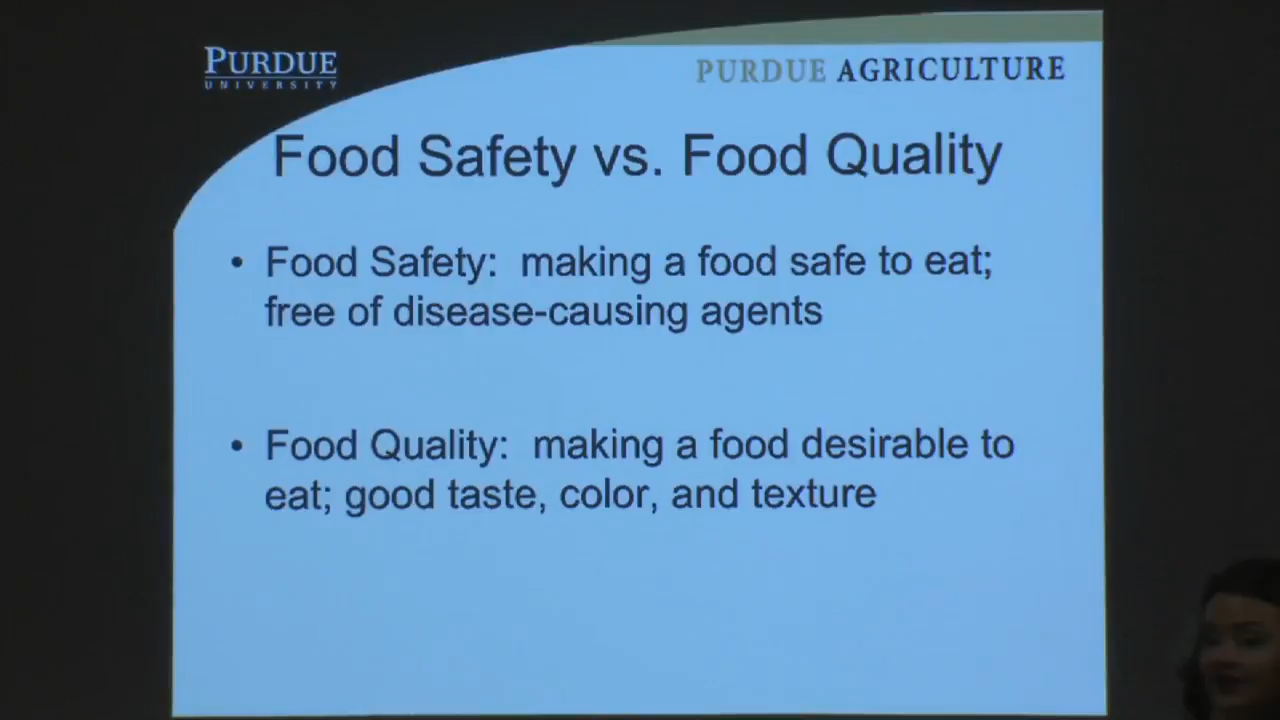 PURDUE
UNIVERSITY
PURDUE AGRICULTURE
Food Safety vs. Food Quality
• Food Safety: making a food safe to eat;
free of disease-causing agents
• Food Quality: making a food desirable to
eat; good taste, color, and texture